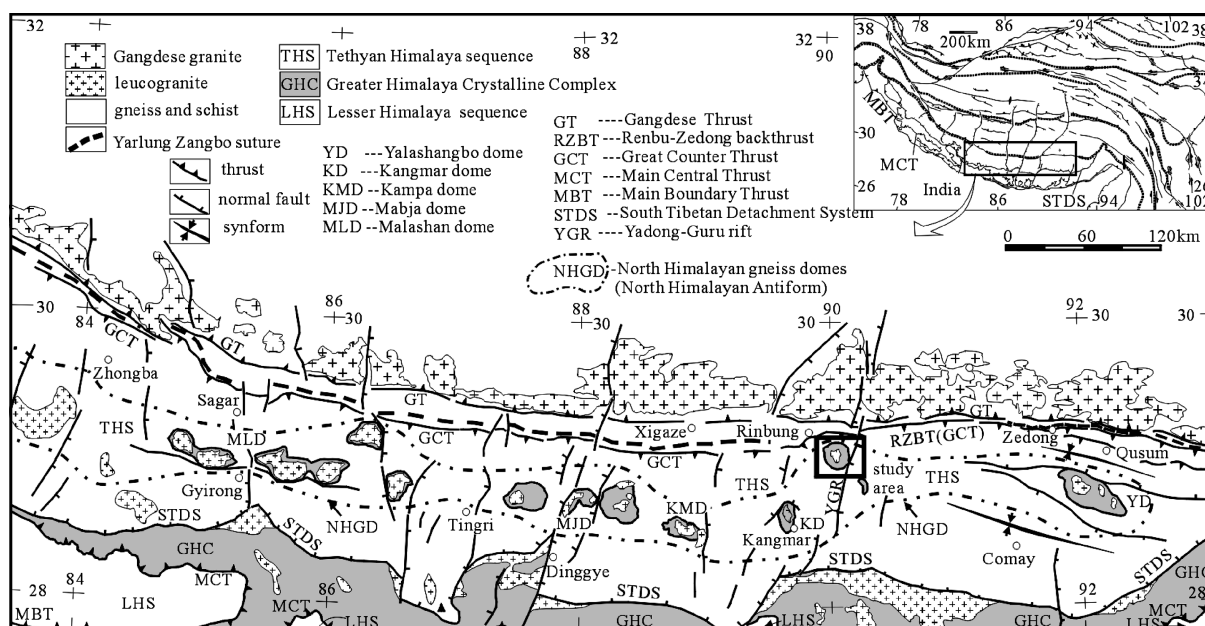 32
88
32
32
90
Gangdese granite
leucogranite
gneiss and schist
Yarlung Zangbo suture
THS Tethyan Himalaya sequence
GHC Greater Himalaya Crystalline Complex
LHS Lesser Himalaya sequence
thrust
normal fault
synform
YD ---Yalashangbo dome
KD ---Kangmar dome
KMD --Kampa dome
MJD --Mabja dome
MLD --Malashan dome
GT ----Gangdese Thrust
RZBT ---Renbu-Zedong backthrust
GCT ---Great Counter Thrust
MCT ---Main Central Thrust
MBT ---Main Boundary Thrust
STDS --South Tibetan Detachment System
YGR ----Yadong-Guru rift
NHGD -North Himalayan gneiss domes
(North Himalayan Antiform)
38 78 86 94 102 38
200km
MBT
30
MCT
26
India
78
86
STDS
94
26
102
0 60 120km
30
84
86
30
88
30
90
30
92
30
30
GCT
GT
Zhongba
Sagar
THS
MLD
Gyirong
STDS
NHGD
STDS
GT
GCT
Xigaze
GCT
Rinbung
RZBT(GCT)
GT
Zedong
Qusum
THS
YGR
study
area
THS
NHGD
YD
Tingri
MJD
KMD
KD
Kangmar
Comay
Dinggye
STDS
STDS
STDS
GHC
MCT
28 84
LHS
MBT
86
MCT
LHS
GHC
LHS
GHC
92
GHC
28
MCT
LHS